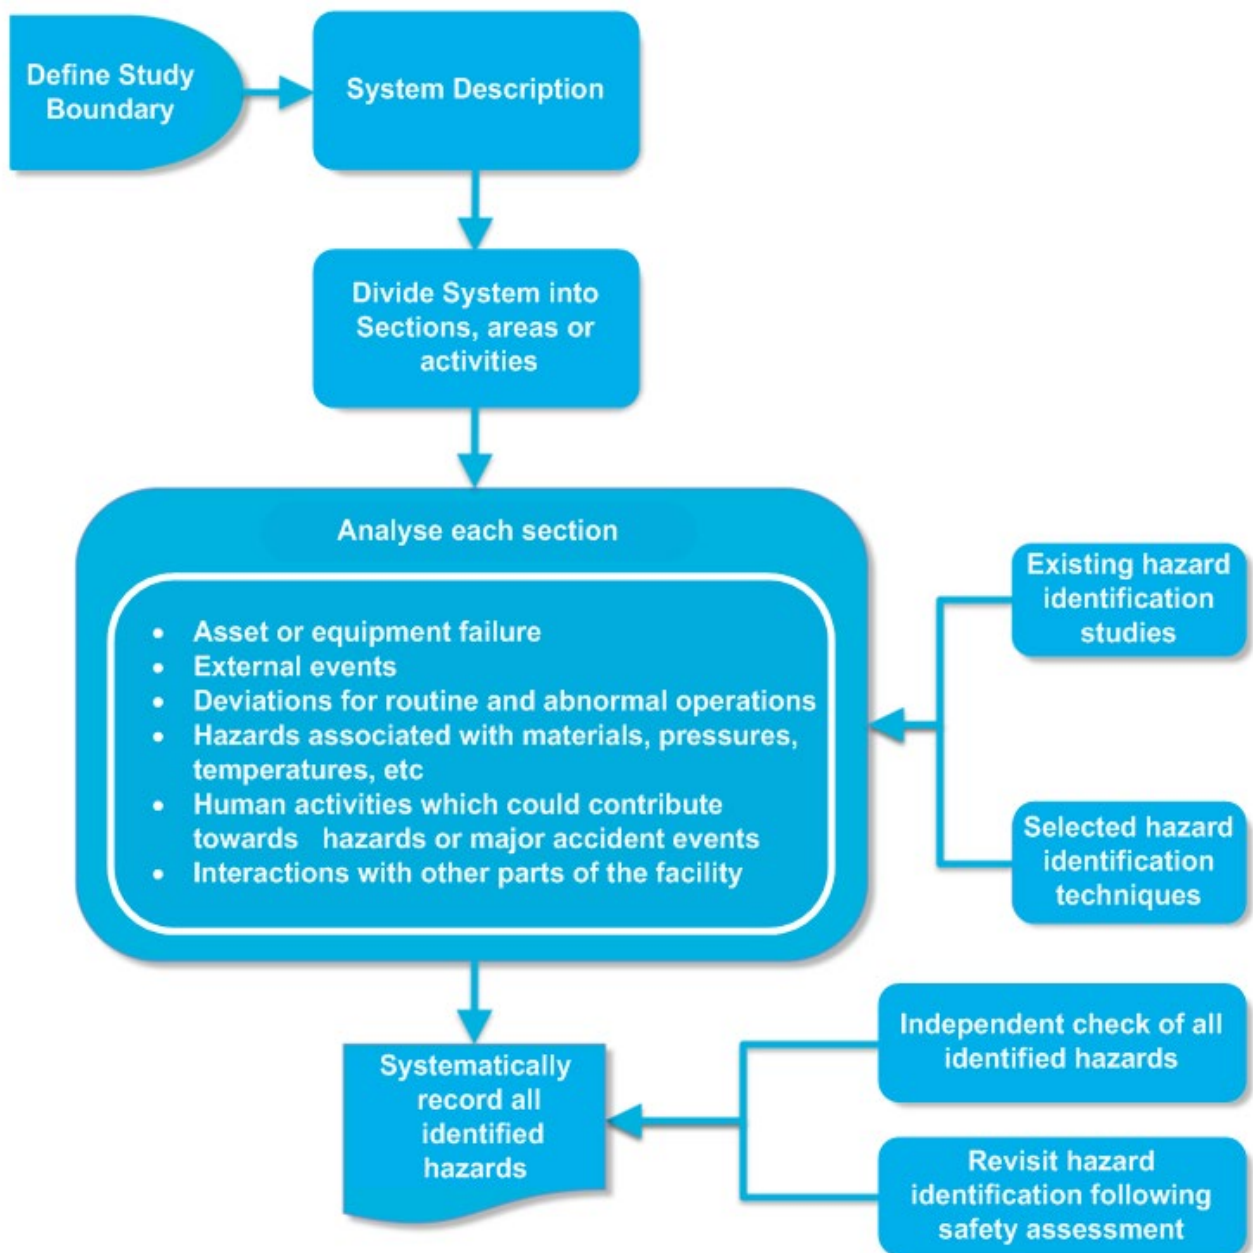 Define Study
Boundary
System Description
Divide System into
Sections, areas or
activities
Analyse each section
• Asset or equipment failure
• External events
• Deviations for routine and abnormal operations
• Hazards associated with materials, pressures,
temperatures, etc
• Human activities which could contribute
towards hazards or major accident events
• Interactions with other parts of the facility
Existing hazard
identification
studies
Selected hazard
identification
techniques
Systematically
record all
identified
hazards
Independent check of all
identified hazards
Revisit hazard
identification following
safety assessment